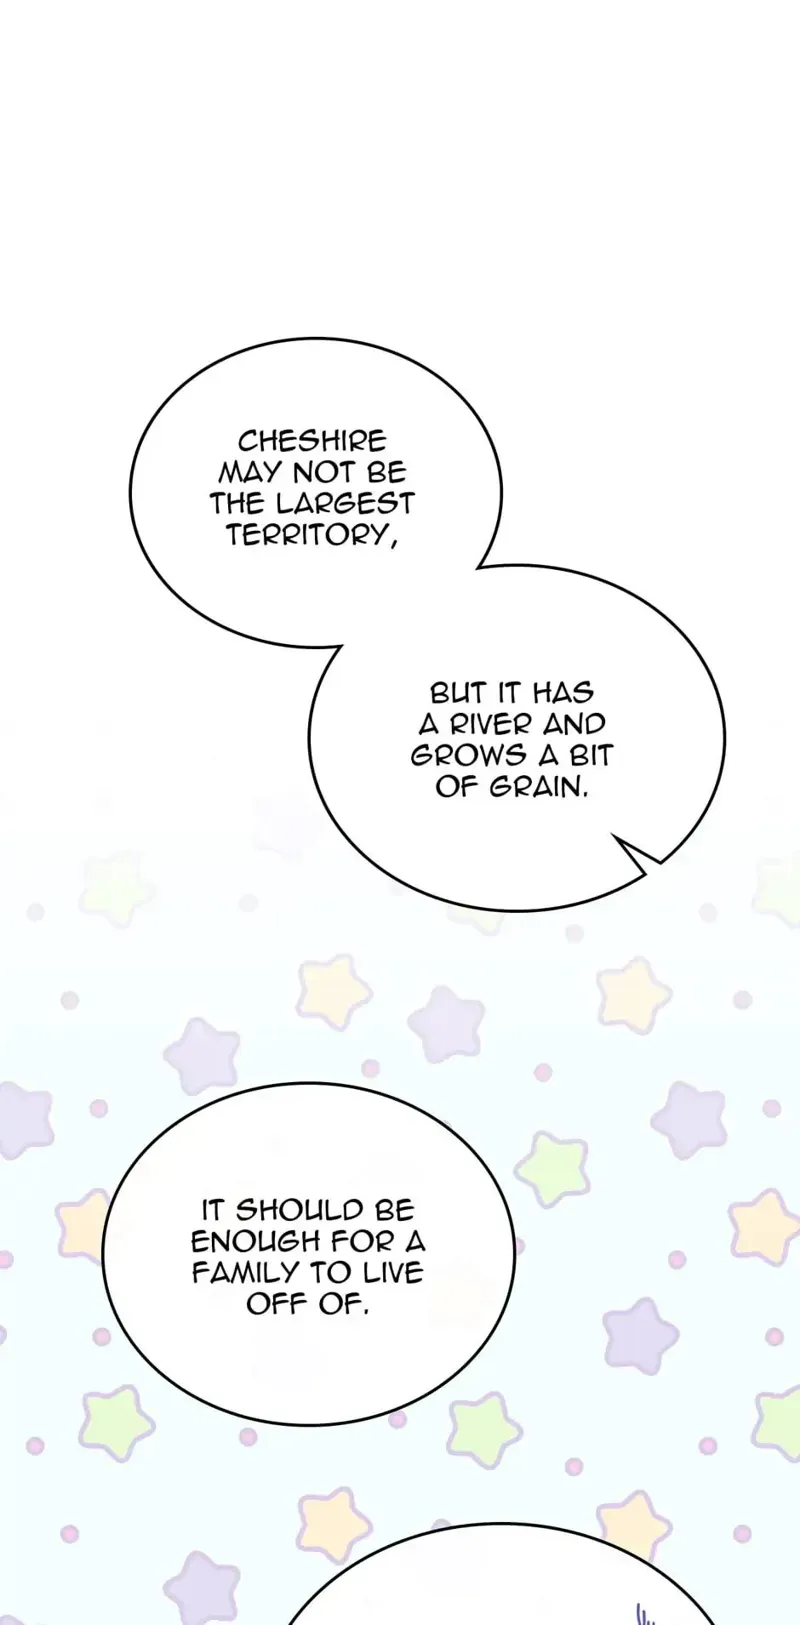 CHESHIRE
MAY NOT BE
THE LARGEST
TERRITORY,
BUT IT HAS
A RIVER AND
GROWS A BIT
OF GRAIN.
IT SHOULD BE
ENOUGH FOR A
FAMILY TO LIVE
OFF OF.